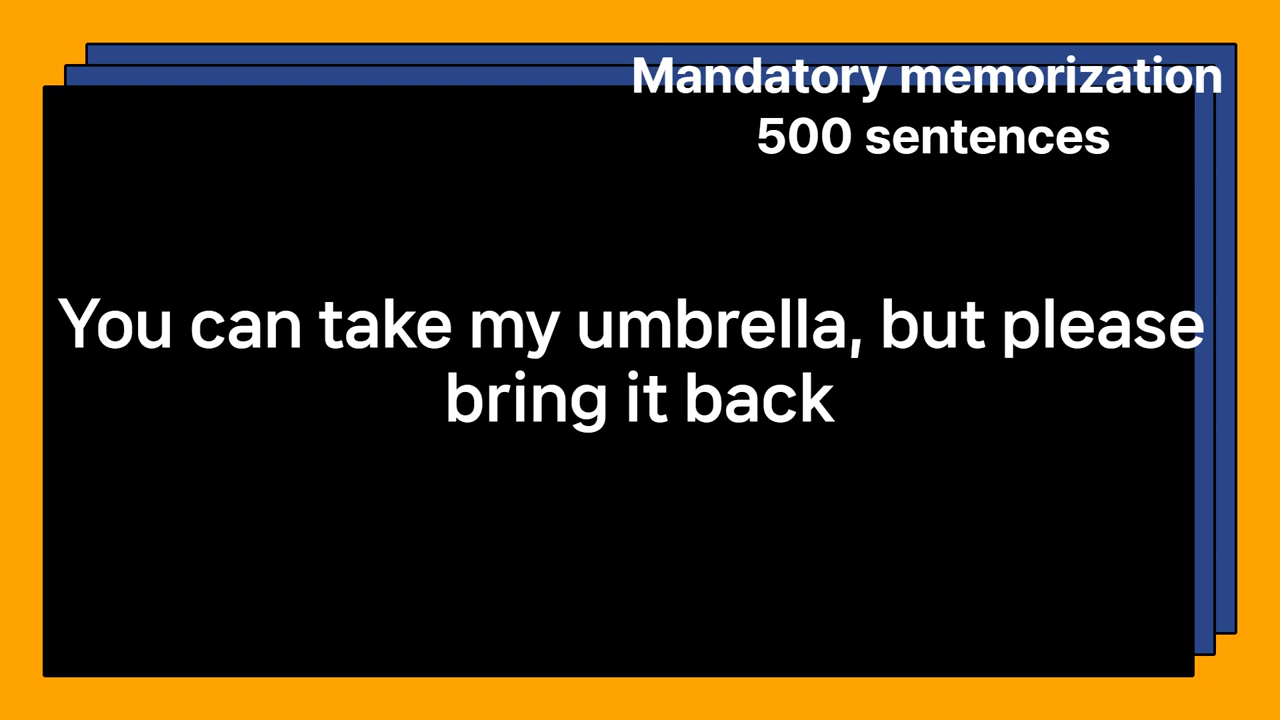 Mandatory memorization
500 sentences
You can take my umbrella, but please
bring it back